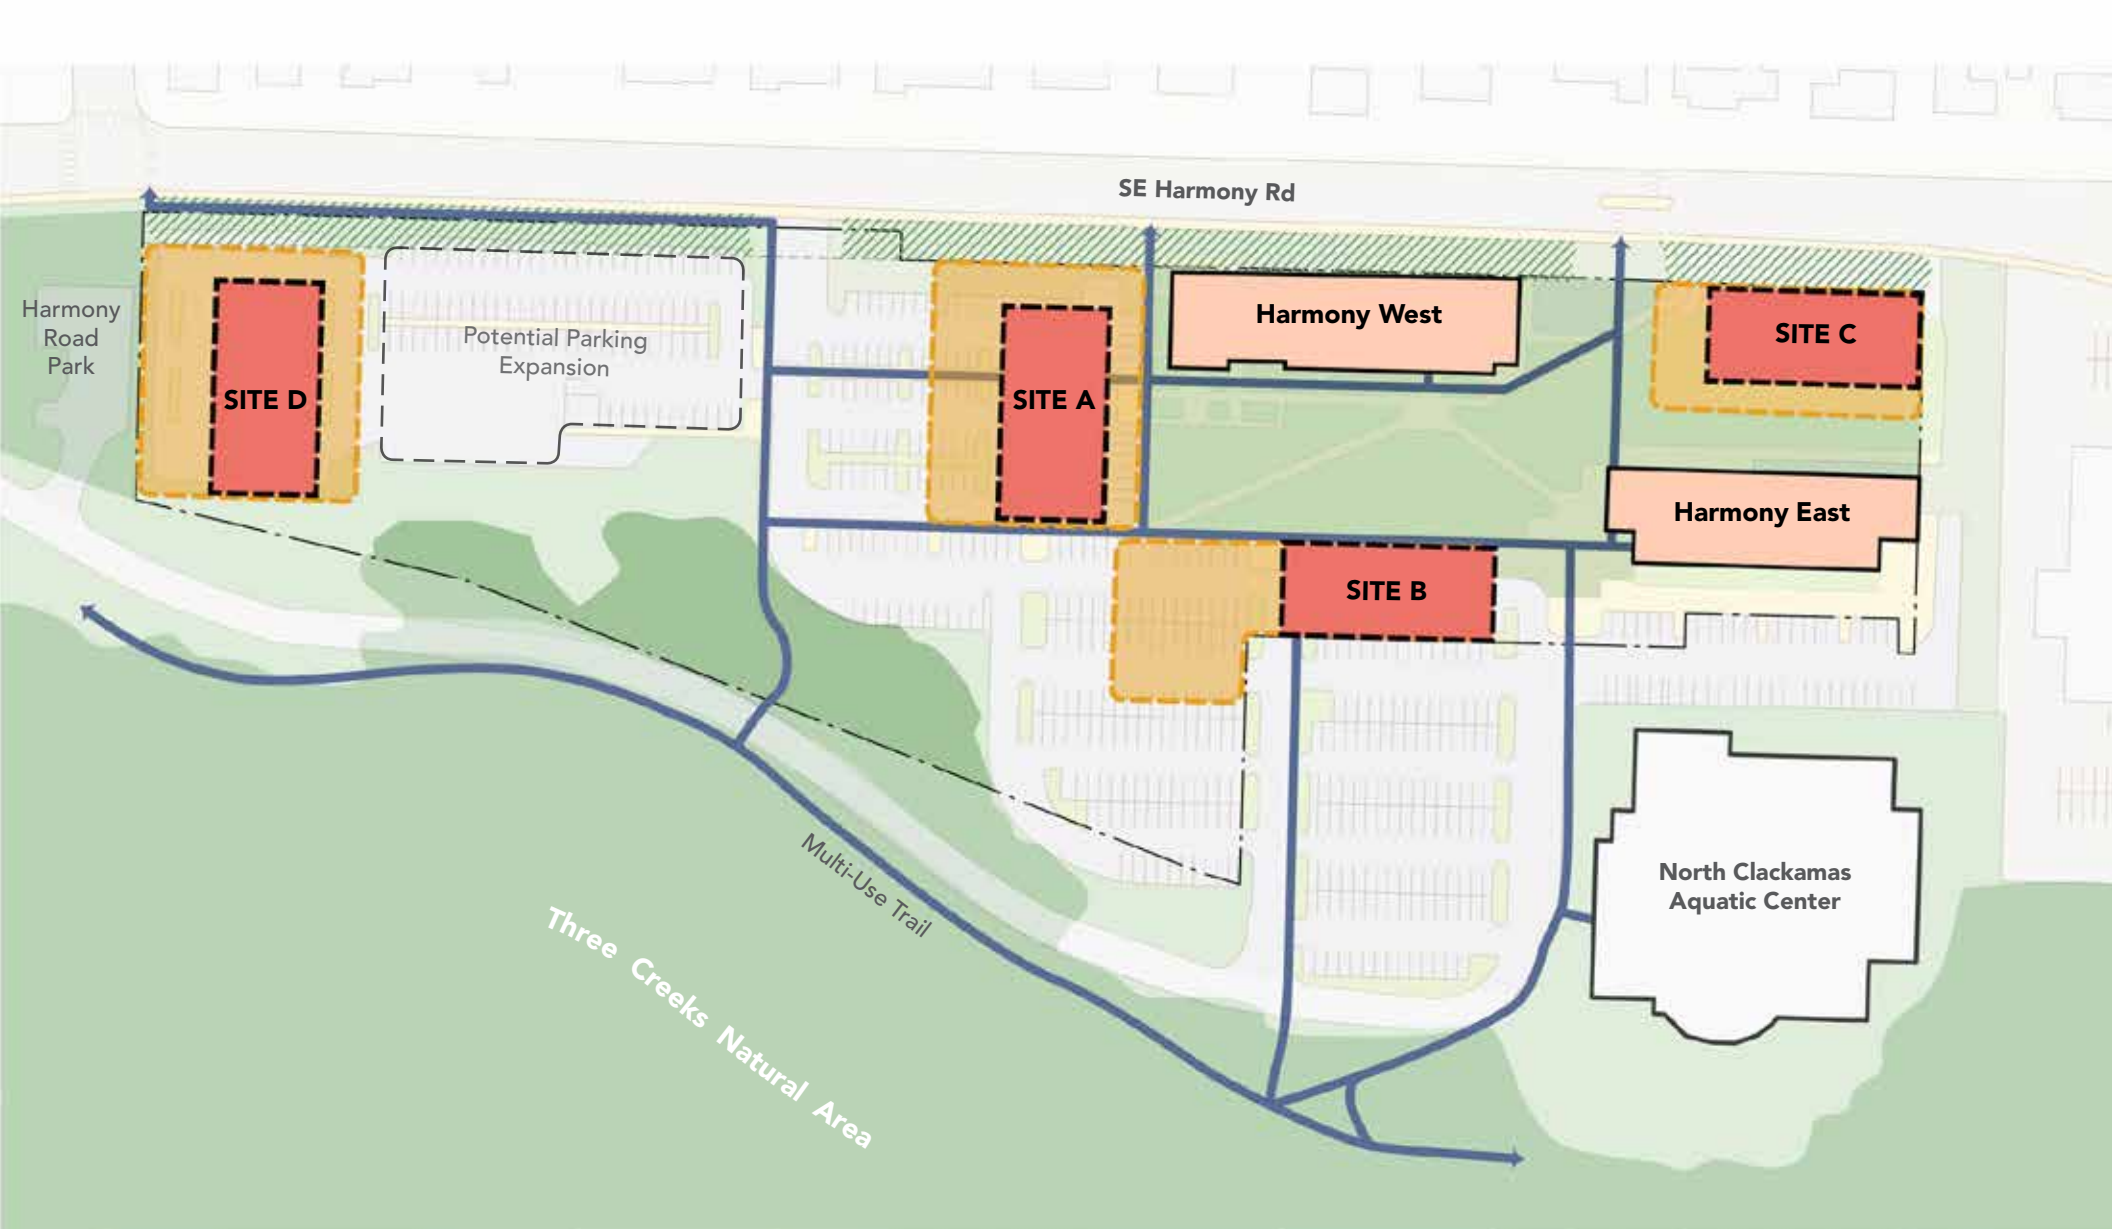 SE Harmony Rd
Harmony
Road
Park
SITE D
Potential Parking
Expansion
SITE A
Harmony West
SITE C
Harmony East
SITE B
North Clackamas
Aquatic Center
Multi-Use Trail
Three Creeks Natural Area